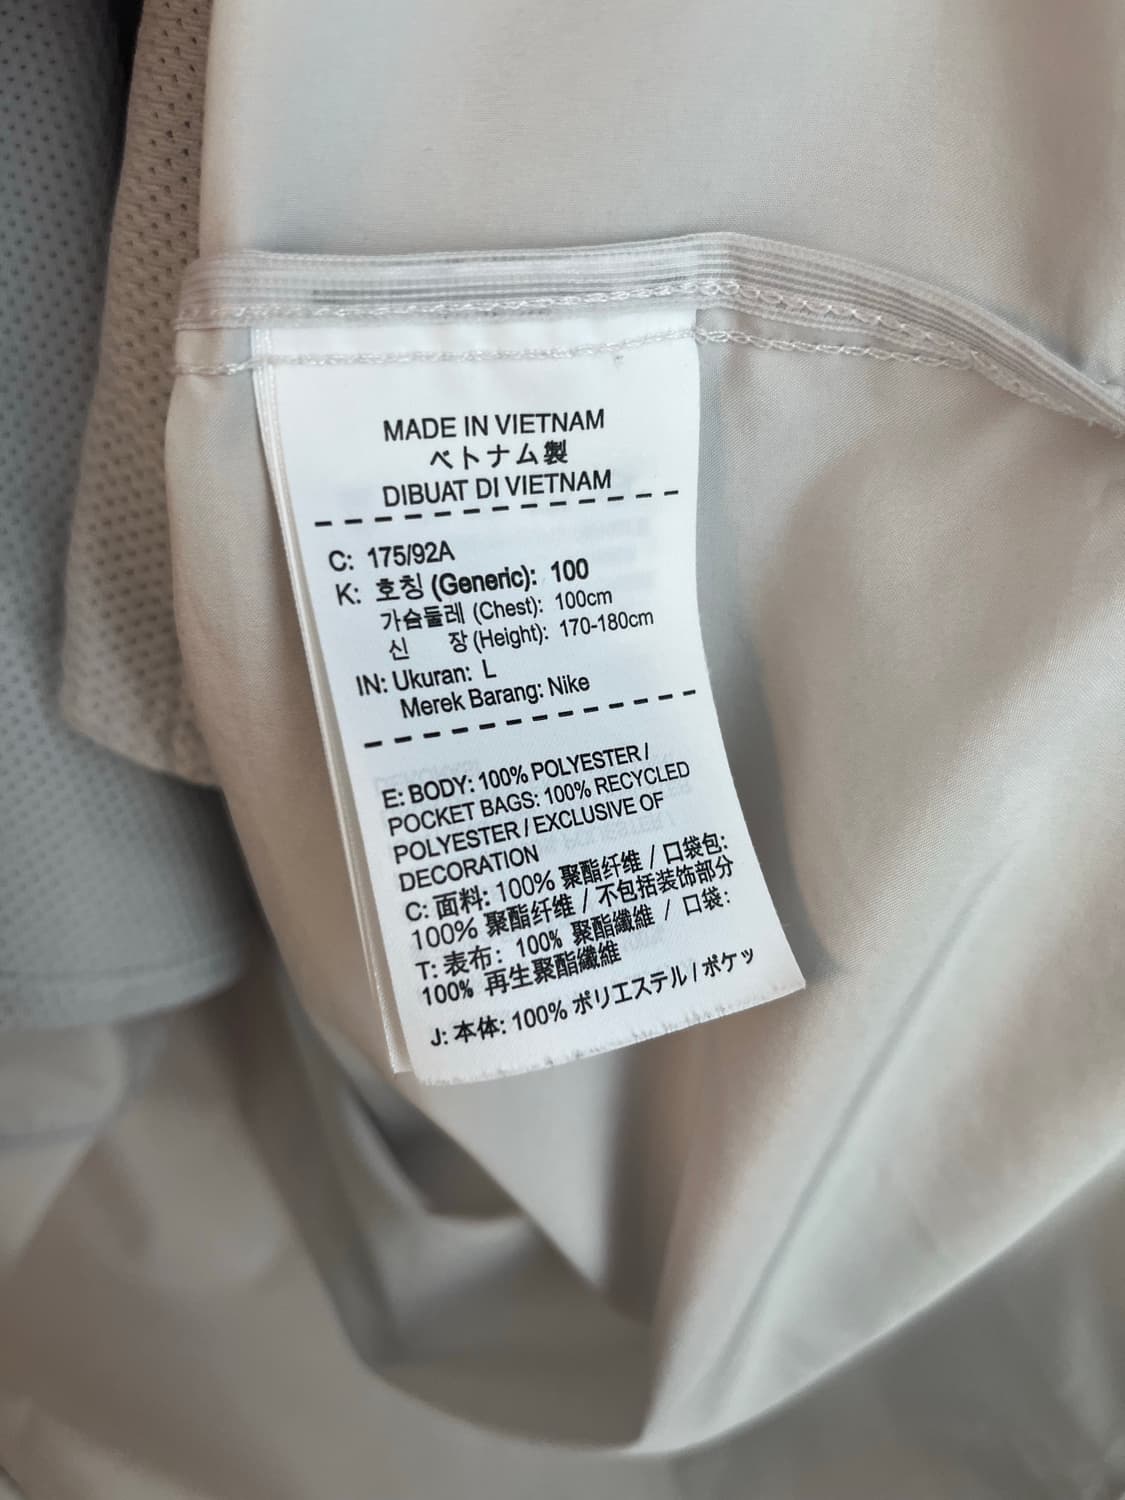 MADE IN VIETNAM
ベトナム製
DIBUAT DI VIETNAM
C: 175/92A
K: 호칭 (Generic): 100
가슴둘레 (Chest): 100cm
신 장 (Height): 170-180cm
IN: Ukuran: L
Merek Barang: Nike
E: BODY: 100% POLYESTER /
POCKET BAGS: 100% RECYCLED
POLYESTER / EXCLUSIVE OF
DECORATION
C: 面料: 100% 聚酯纤维 / 口袋包:
100% 聚酯纤维 / 不包括装饰部分
T: 表布: 100% 聚酯纖維 / 口袋:
100% 再生聚酯纖維
J: 本体: 100% ポリエステル / ポケッ